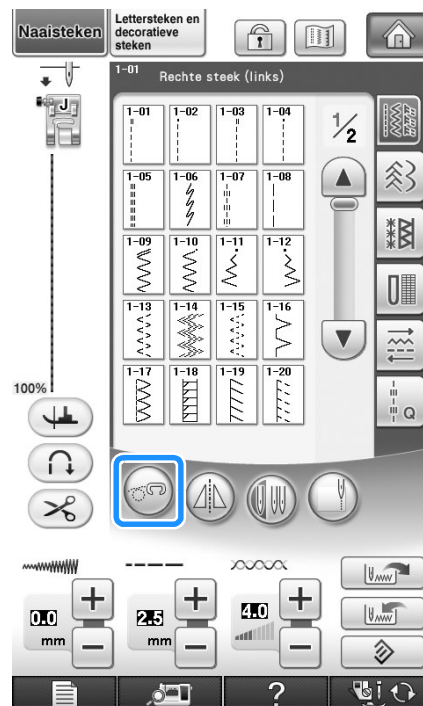 Naaisteken
Lettersteken en
decoratieve
steken
1-01 Rechte steek (links)
J
1-01 1-02 1-03 1-04
1/2
1-05 1-06 1-07 1-08
1-09 1-10 1-11 1-12
1-13 1-14 1-15 1-16
1-17 1-18 1-19 1-20
100%
Q
0.0 2.5 4.0
mm mm
?